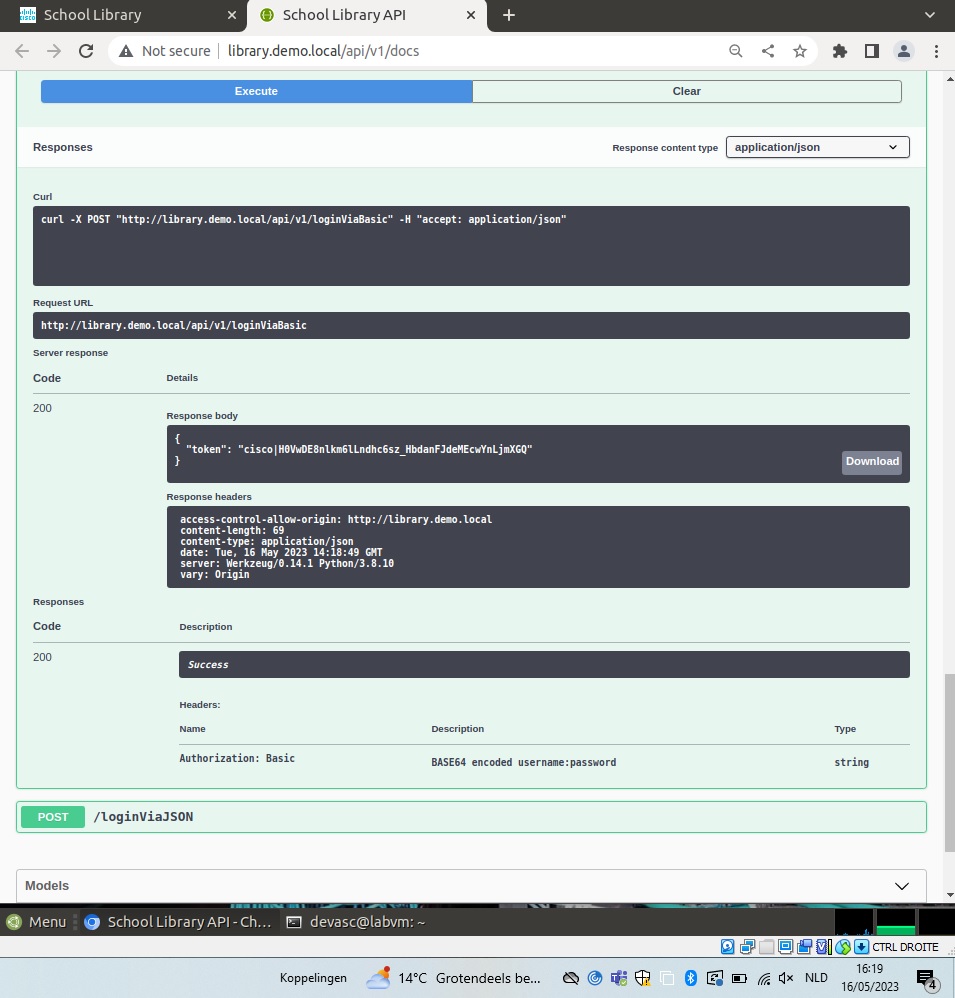 School Library
School Library API
Not secure
library.demo.local/api/v1/docs
Execute
Clear
Responses
Response content type
application/json
Curl
curl -X POST "http://library.demo.local/api/v1/loginViaBasic" -H "accept: application/json"
Request URL
http://library.demo.local/api/v1/loginViaBasic
Server response
Code
Details
200
Response body
{
"token": "cisco|H0VwDE8nlkm6lLndhc6sz_HbdanFJdeMEcwYnLjmXGQ"
}
Download
Response headers
access-control-allow-origin: http://library.demo.local
content-length: 69
content-type: application/json
date: Tue, 16 May 2023 14:18:49 GMT
server: Werkzeug/0.14.1 Python/3.8.10
vary: Origin
Responses
Code
Description
200
Success
Headers:
Name
Description
Type
Authorization: Basic
BASE64 encoded username:password
string
POST
/loginViaJSON
Models
Menu
School Library API - Ch...
devasc@labvm: ~
CTRL DROITE
Koppelingen
14°C Grotendeels be...
NLD
16:19
16/05/2023
4